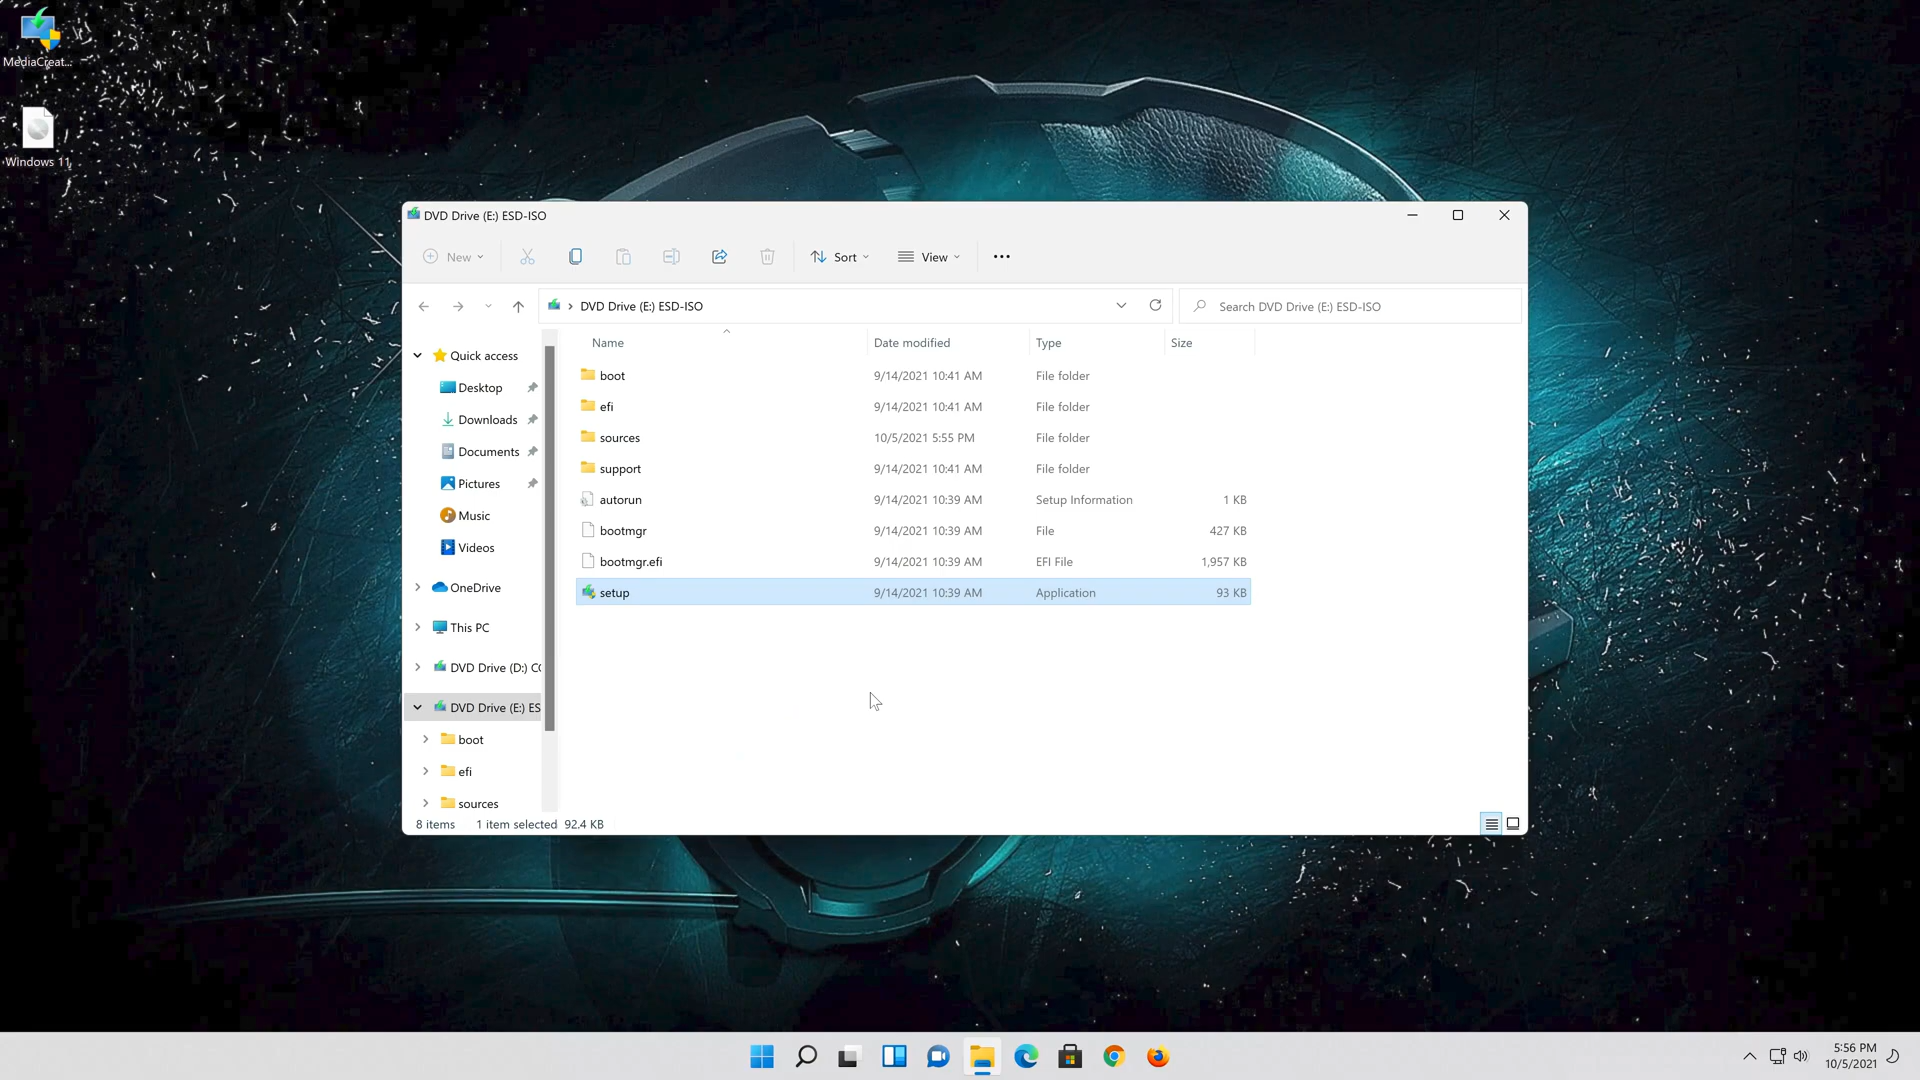 MediaCreat...
Windows 11
DVD Drive (E:) ESD-ISO
New
Sort
View
DVD Drive (E:) ESD-ISO
Search DVD Drive (E:) ESD-ISO
Quick access
Desktop
Downloads
Documents
Pictures
Music
Videos
OneDrive
This PC
DVD Drive (D:) CC
DVD Drive (E:) ES
boot
efi
sources
Name Date modified Type Size
boot 9/14/2021 10:41 AM File folder
efi 9/14/2021 10:41 AM File folder
sources 10/5/2021 5:55 PM File folder
support 9/14/2021 10:41 AM File folder
autorun 9/14/2021 10:39 AM Setup Information 1 KB
bootmgr 9/14/2021 10:39 AM File 427 KB
bootmgr.efi 9/14/2021 10:39 AM EFI File 1,957 KB
setup 9/14/2021 10:39 AM Application 93 KB
8 items 1 item selected 92.4 KB
5:56 PM
10/5/2021